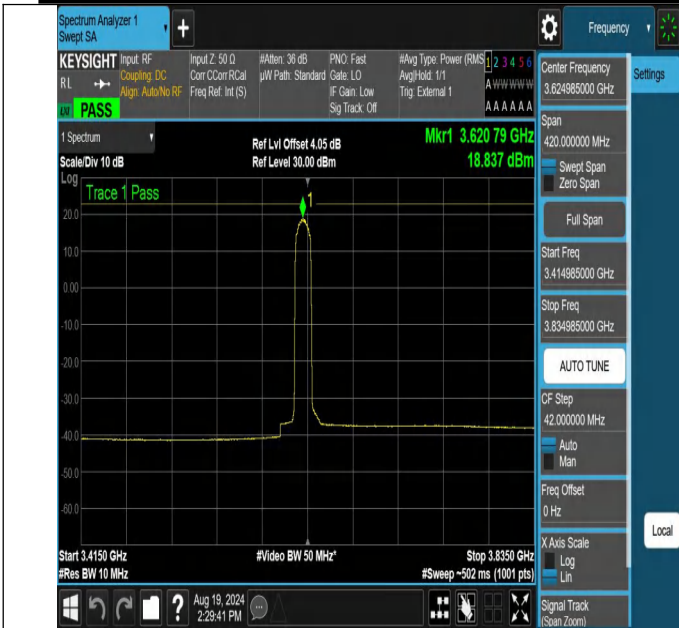 Spectrum Analyzer 1
Swept SA
+
Frequency
KEYSIGHT
RL
PASS
Input: RF
Coupling: DC
Align: Auto/No RF
Input Z: 50 Ω
Corr CCorr RCal
Freq Ref: Int (S)
#Atten: 36 dB
µW Path: Standard
PNO: Fast
Gate: LO
IF Gain: Low
Sig Track: Off
#Avg Type: Power (RMS
Avg|Hold: 1/1
Trig: External 1
1 2 3 4 5 6
A W W W W W
A A A A A A
1 Spectrum
Scale/Div 10 dB
Ref Lvl Offset 4.05 dB
Ref Level 30.00 dBm
Mkr1 3.620 79 GHz
18.837 dBm
Log
Trace 1 Pass
1
20.0
10.0
0.00
-10.0
-20.0
-30.0
-40.0
-50.0
-60.0
Start 3.4150 GHz
#Res BW 10 MHz
#Video BW 50 MHz*
Stop 3.8350 GHz
#Sweep ~502 ms (1001 pts)
Center Frequency
3.624985000 GHz
Settings
Span
420.000000 MHz
Swept Span
Zero Span
Full Span
Start Freq
3.414985000 GHz
Stop Freq
3.834985000 GHz
AUTO TUNE
CF Step
42.000000 MHz
Auto
Man
Freq Offset
0 Hz
X Axis Scale
Log
Lin
Local
Signal Track
(Span Zoom)
?
Aug 19, 2024
2:29:41 PM